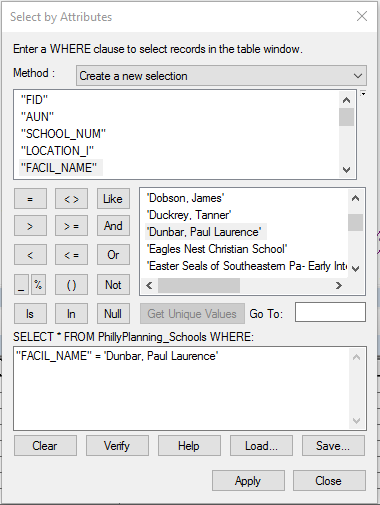 Select by Attributes
Enter a WHERE clause to select records in the table window.
Method : Create a new selection
"FID"
"AUN"
"SCHOOL_NUM"
"LOCATION_I"
"FACIL_NAME"
= < > Like
> > = And
< < = Or
_ % ( ) Not
Is In Null
'Dobson, James'
'Duckrey, Tanner'
'Dunbar, Paul Laurence'
'Eagles Nest Christian School'
'Easter Seals of Southeastern Pa- Early Inte
Get Unique Values Go To:
SELECT * FROM PhillyPlanning_Schools WHERE:
"FACIL_NAME" = 'Dunbar, Paul Laurence'
Clear Verify Help Load... Save...
Apply Close